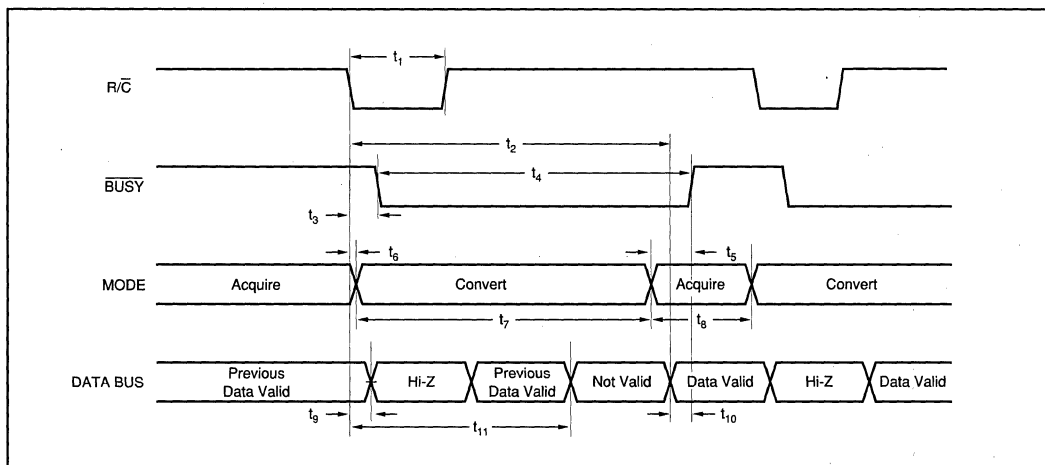 t1
R/C̅
t2
B̅U̅S̅Y̅
t4
t3
t6
t5
MODE
Acquire
Convert
Acquire
Convert
t7
t8
DATA BUS
Previous
Data Valid
Hi-Z
Previous
Data Valid
Not Valid
Data Valid
Hi-Z
Data Valid
t9
t11
t10